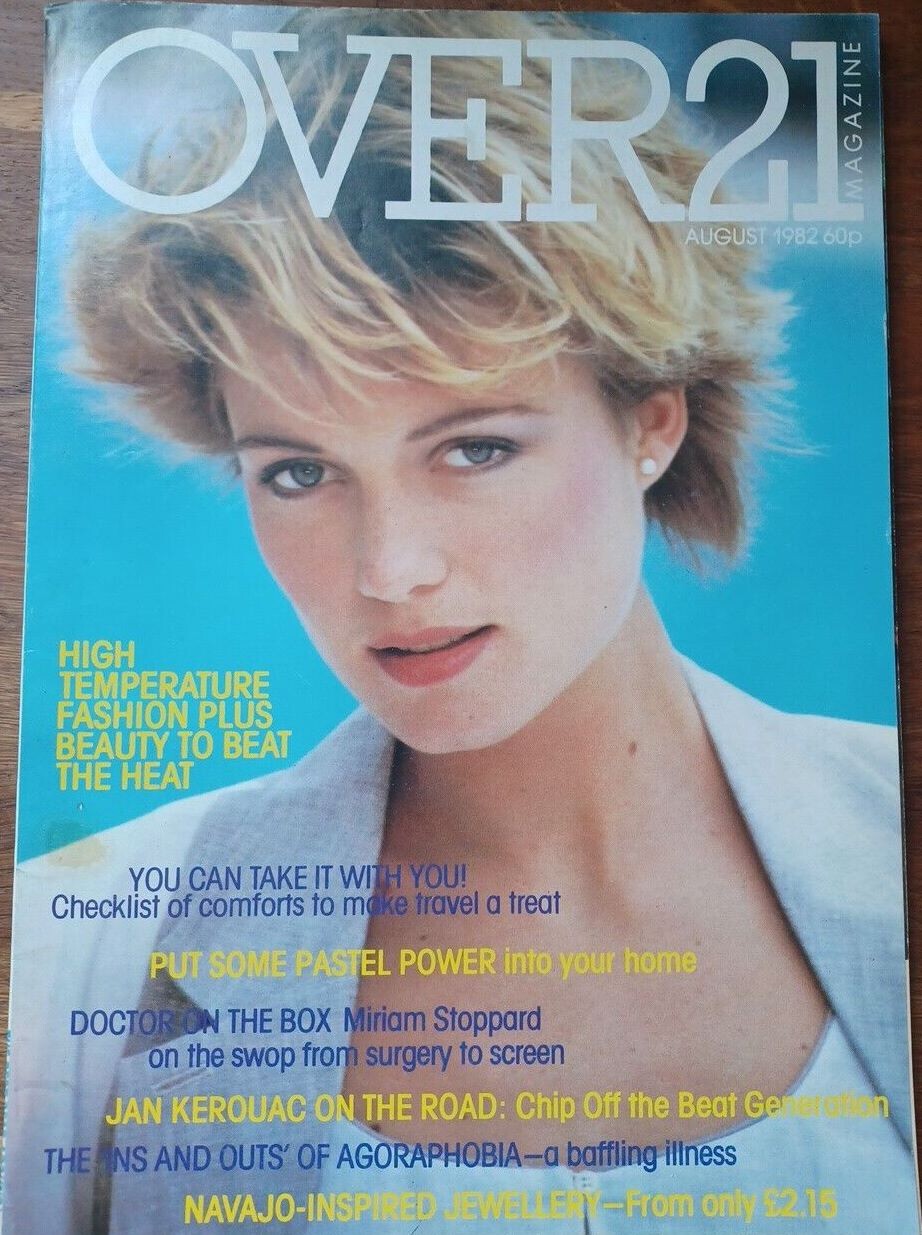 OVER21
MAGAZINE
AUGUST 1982 60p
HIGH
TEMPERATURE
FASHION PLUS
BEAUTY TO BEAT
THE HEAT
YOU CAN TAKE IT WITH YOU!
Checklist of comforts to make travel a treat
PUT SOME PASTEL POWER into your home
DOCTOR ON THE BOX Miriam Stoppard
on the swop from surgery to screen
JAN KEROUAC ON THE ROAD: Chip Off the Beat Generation
THE 'INS AND OUTS' OF AGORAPHOBIA—a baffling illness
NAVAJO-INSPIRED JEWELLERY—From only £2.15